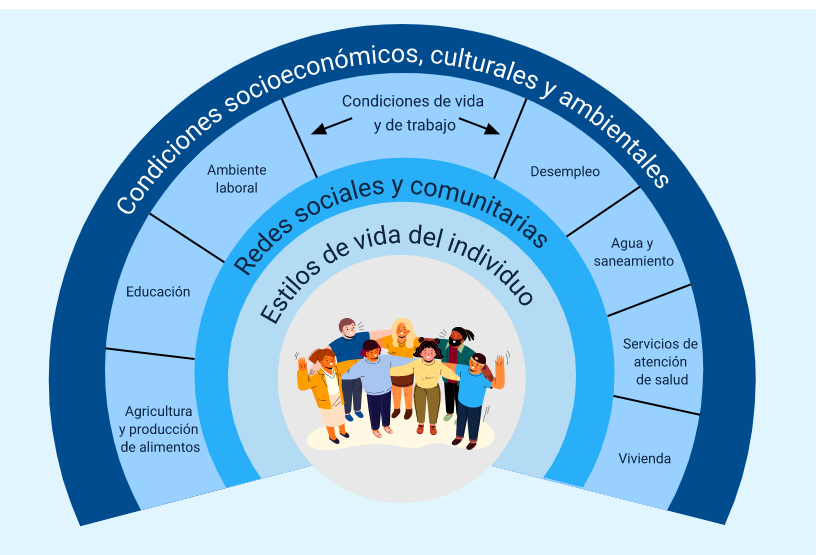 Condiciones socioeconómicos, culturales y ambientales
Condiciones de vida
y de trabajo
Ambiente
laboral
Desempleo
Redes sociales y comunitarias
Estilos de vida del individuo
Agua y
saneamiento
Educación
Servicios de
atención
de salud
Agricultura
y producción
de alimentos
Vivienda